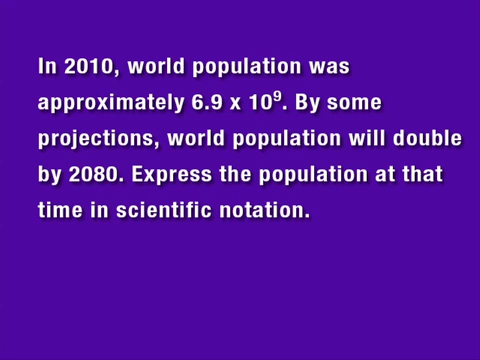 In 2010, world population was
approximately 6.9 x 10⁹. By some
projections, world population will double
by 2080. Express the population at that
time in scientific notation.